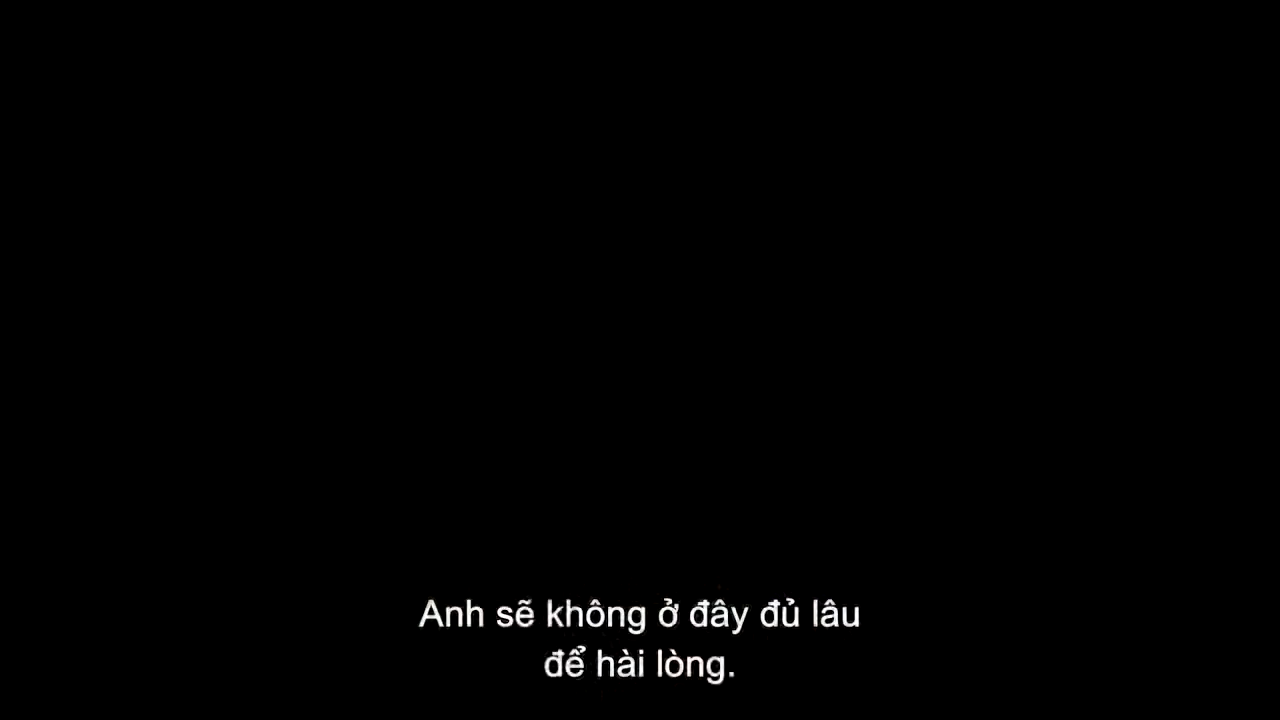 Anh sẽ không ở đây đủ lâu
để hài lòng.